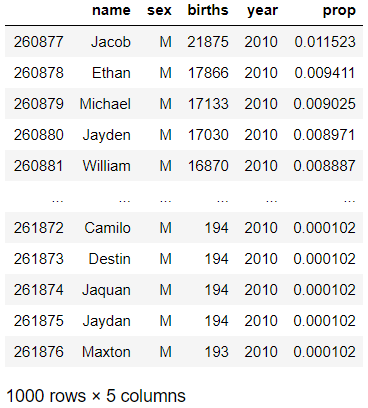 name sex births year prop
260877 Jacob M 21875 2010 0.011523
260878 Ethan M 17866 2010 0.009411
260879 Michael M 17133 2010 0.009025
260880 Jayden M 17030 2010 0.008971
260881 William M 16870 2010 0.008887
... ... ... ... ... ...
261872 Camilo M 194 2010 0.000102
261873 Destin M 194 2010 0.000102
261874 Jaquan M 194 2010 0.000102
261875 Jaydan M 194 2010 0.000102
261876 Maxton M 193 2010 0.000102
1000 rows × 5 columns